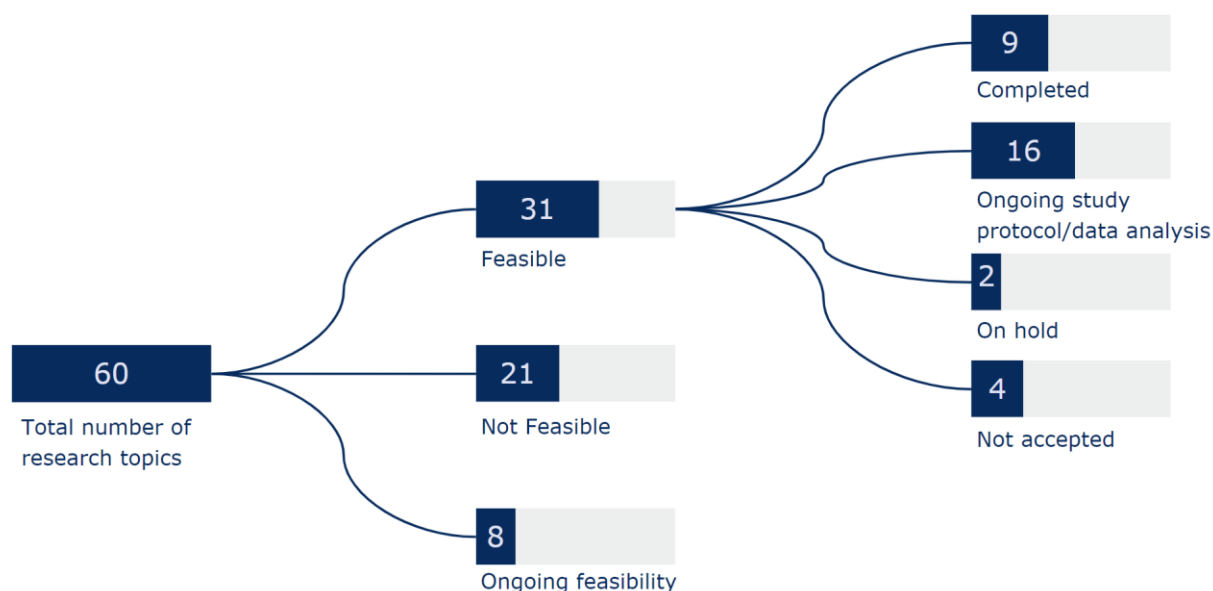 60
Total number of
research topics
31
Feasible
21
Not Feasible
8
Ongoing feasibility
9
Completed
16
Ongoing study
protocol/data analysis
2
On hold
4
Not accepted